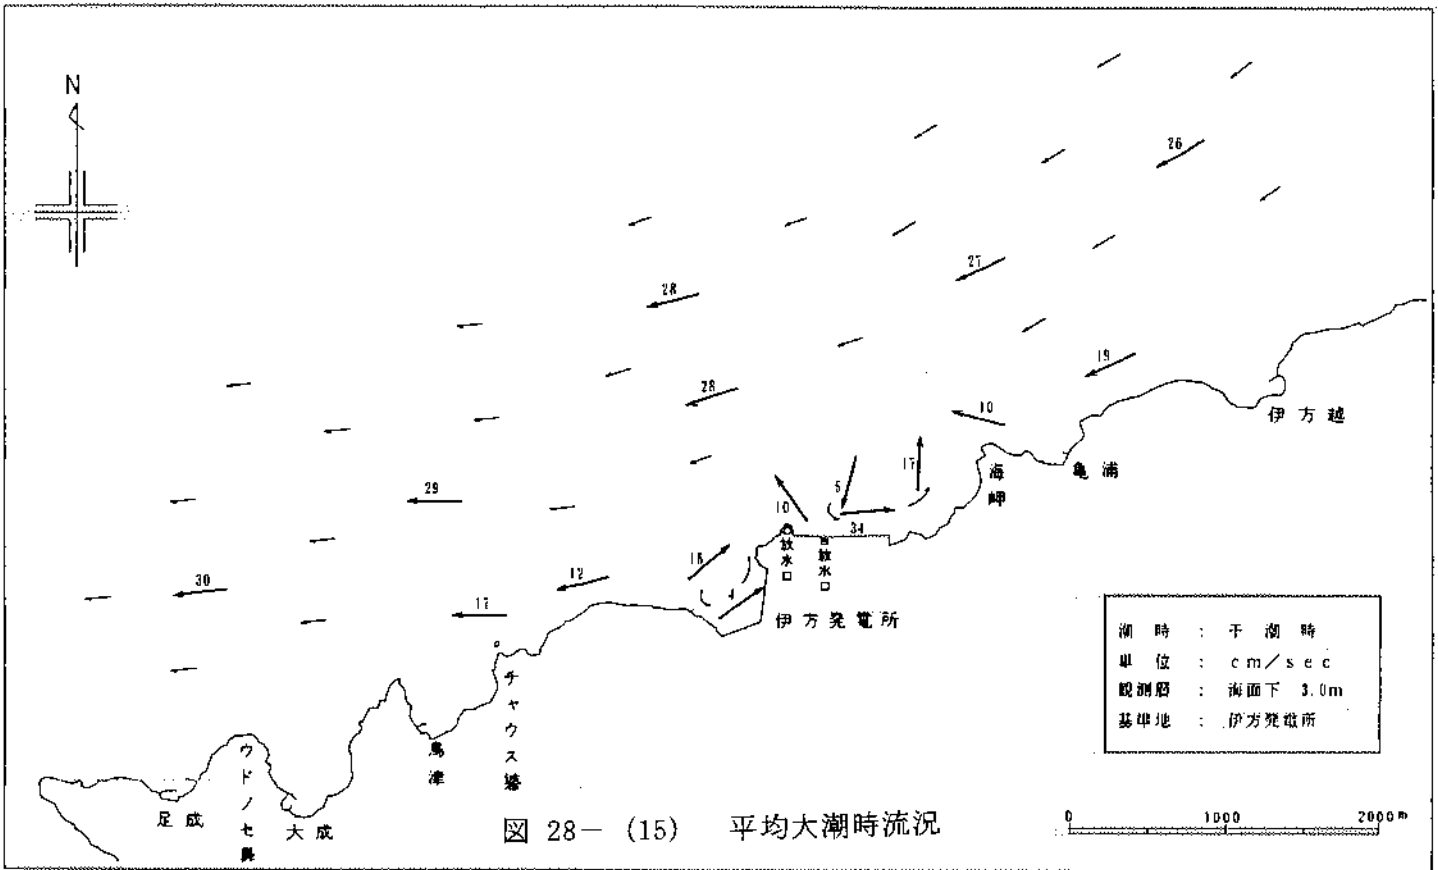 N
26
27
28
19
28
10
伊方越
17
海岬
亀浦
5
29
10
34
放水口
放水口
16
12
30
4
伊方発電所
17
潮時 : 干潮時
単位 : cm/sec
観測層 : 海面下 3.0m
基準地 : 伊方発電所
チャウス碆
鳥津
ウドノセ鼻
足成
大成
0 1000 2000m
図 28- (15) 平均大潮時流況